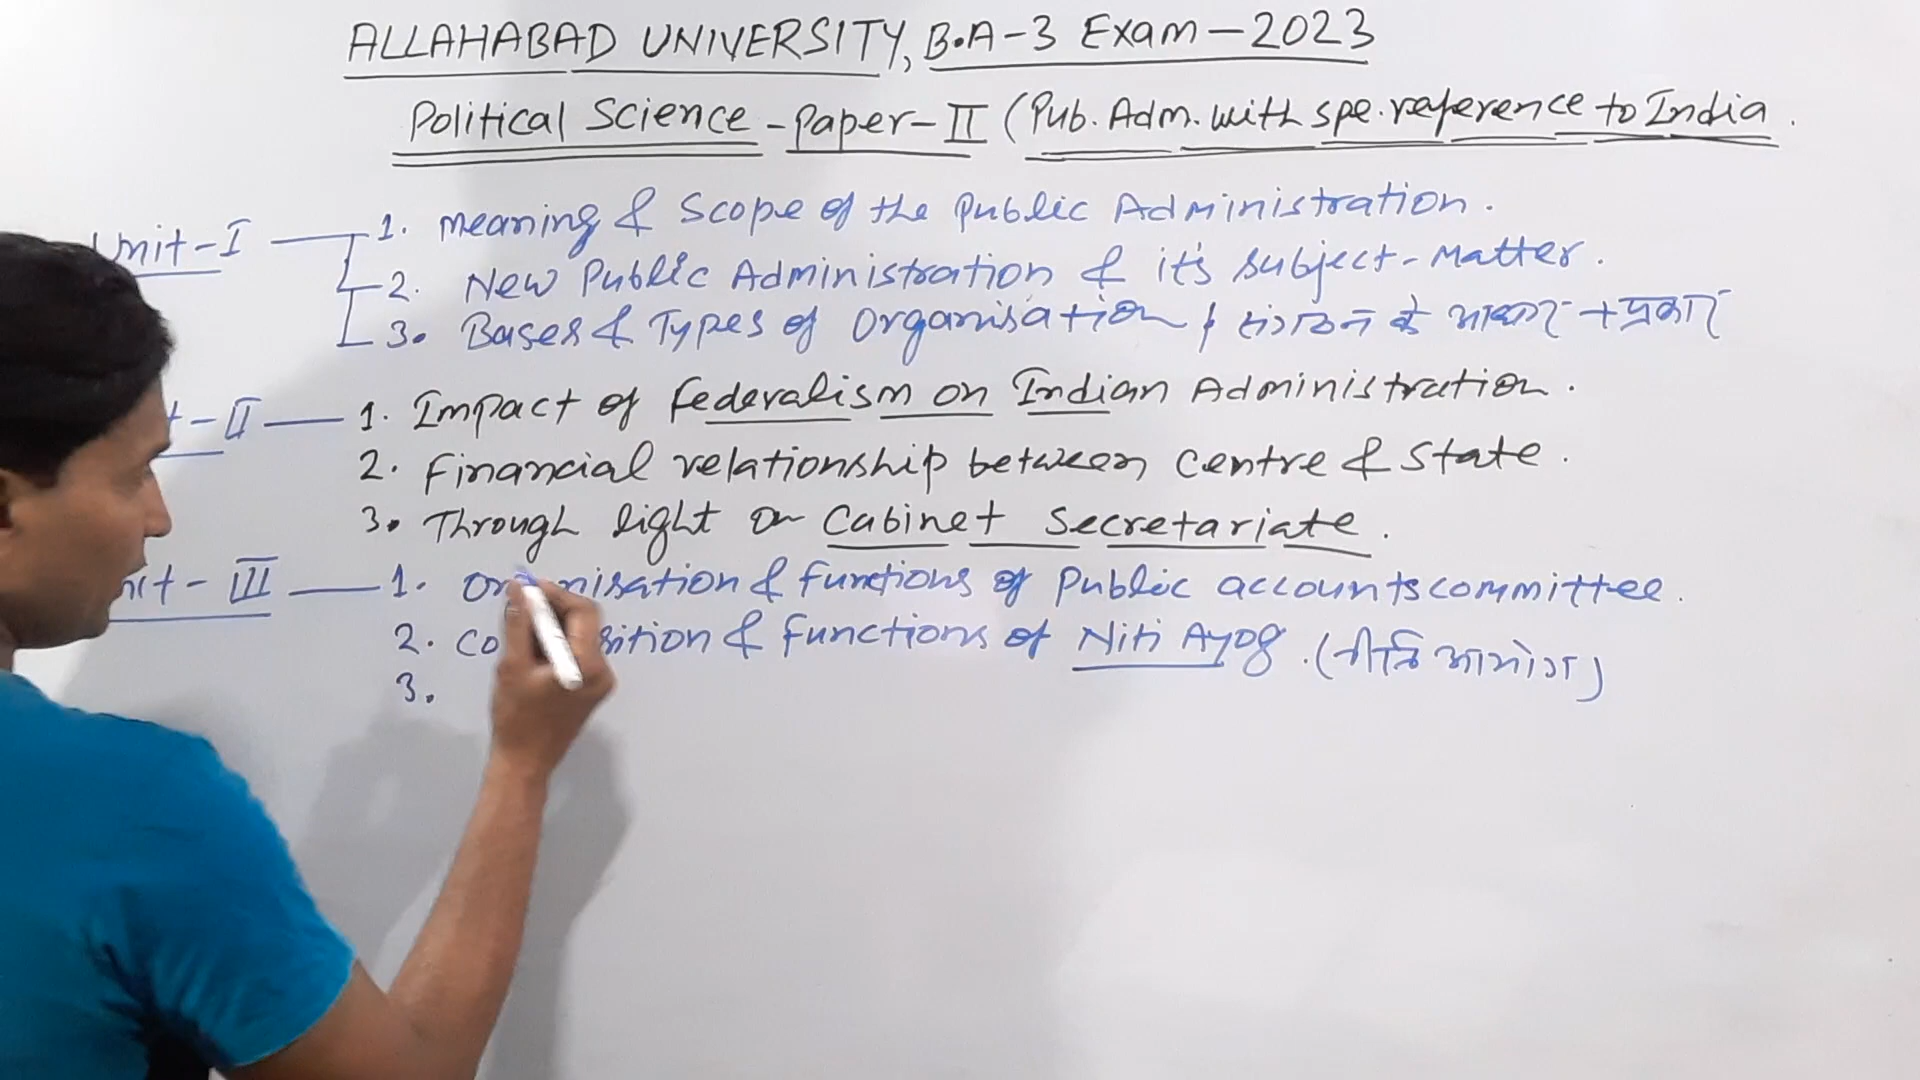 ALLAHABAD UNIVERSITY, B.A-3 Exam-2023
Political Science - Paper-II (Pub. Adm. with spe. reference to India.
Unit-I 1. Meaning & Scope of the Public Administration.
2. New Public Administration & it's subject-Matter.
3. Bases & Types of Organisation / संगठन के आकार + प्रकार
-II 1. Impact of Federalism on Indian Administration.
2. Financial relationship between Centre & State.
3. Through light on Cabinet Secretariate.
nit-III 1. Organisation & functions of Public accounts committee.
2. Composition & functions of Niti Ayog. (नीति आयोग)
3.